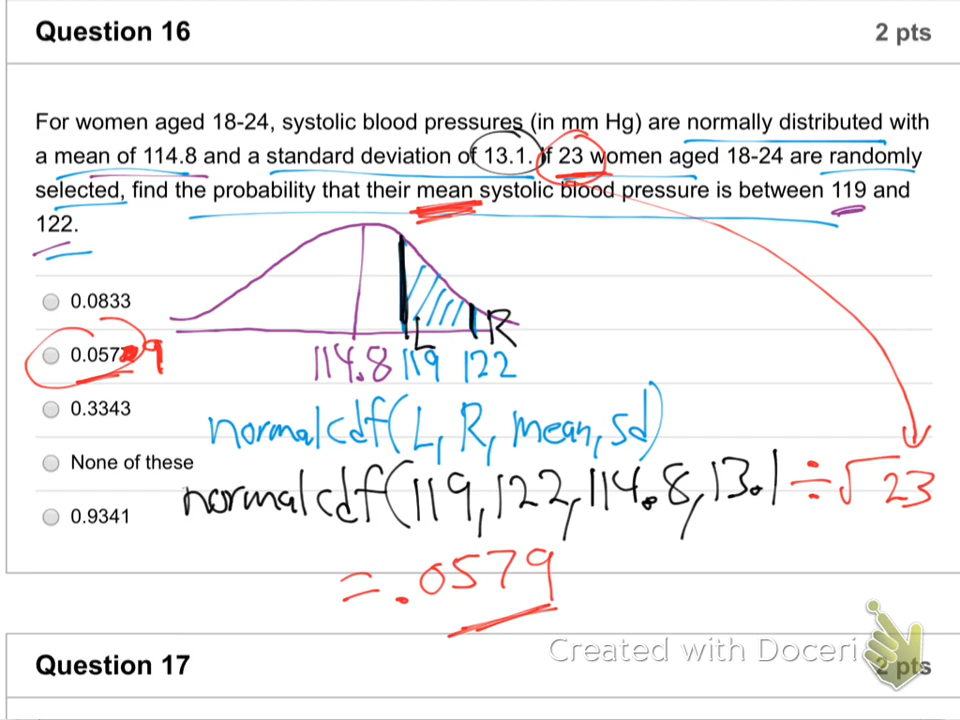 Question 16 2 pts
For women aged 18-24, systolic blood pressures (in mm Hg) are normally distributed with
a mean of 114.8 and a standard deviation of 13.1. If 23 women aged 18-24 are randomly
selected, find the probability that their mean systolic blood pressure is between 119 and
122.
0.0833
L R
0.057 9
114.8 119 122
0.3343
normalcdf(L, R, mean, sd)
None of these
normalcdf(119, 122, 114.8, 13.1 ÷ √23
0.9341
= .0579
Created with Doceri
Question 17 2 pts